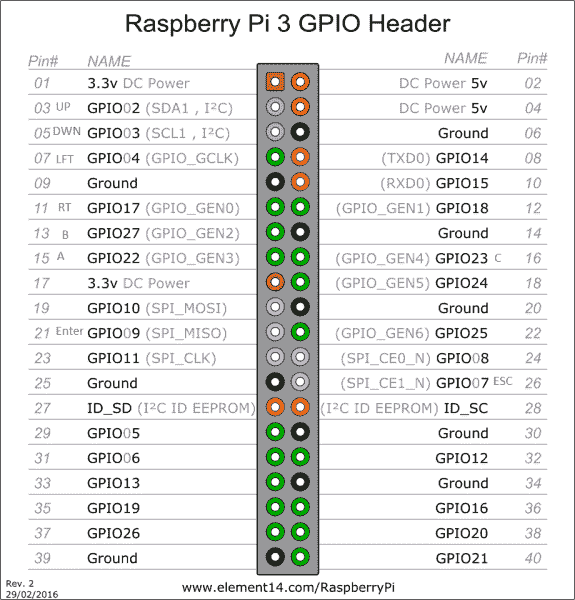 Raspberry Pi 3 GPIO Header
Pin# NAME NAME Pin#
01 3.3v DC Power DC Power 5v 02
03 UP GPIO02 (SDA1 , I²C) DC Power 5v 04
05 DWN GPIO03 (SCL1 , I²C) Ground 06
07 LFT GPIO04 (GPIO_GCLK) (TXD0) GPIO14 08
09 Ground (RXD0) GPIO15 10
11 RT GPIO17 (GPIO_GEN0) (GPIO_GEN1) GPIO18 12
13 B GPIO27 (GPIO_GEN2) Ground 14
15 A GPIO22 (GPIO_GEN3) (GPIO_GEN4) GPIO23 C 16
17 3.3v DC Power (GPIO_GEN5) GPIO24 18
19 GPIO10 (SPI_MOSI) Ground 20
21 Enter GPIO09 (SPI_MISO) (GPIO_GEN6) GPIO25 22
23 GPIO11 (SPI_CLK) (SPI_CE0_N) GPIO08 24
25 Ground (SPI_CE1_N) GPIO07 ESC 26
27 ID_SD (I²C ID EEPROM) (I²C ID EEPROM) ID_SC 28
29 GPIO05 Ground 30
31 GPIO06 GPIO12 32
33 GPIO13 Ground 34
35 GPIO19 GPIO16 36
37 GPIO26 GPIO20 38
39 Ground GPIO21 40
Rev. 2
29/02/2016
www.element14.com/RaspberryPi